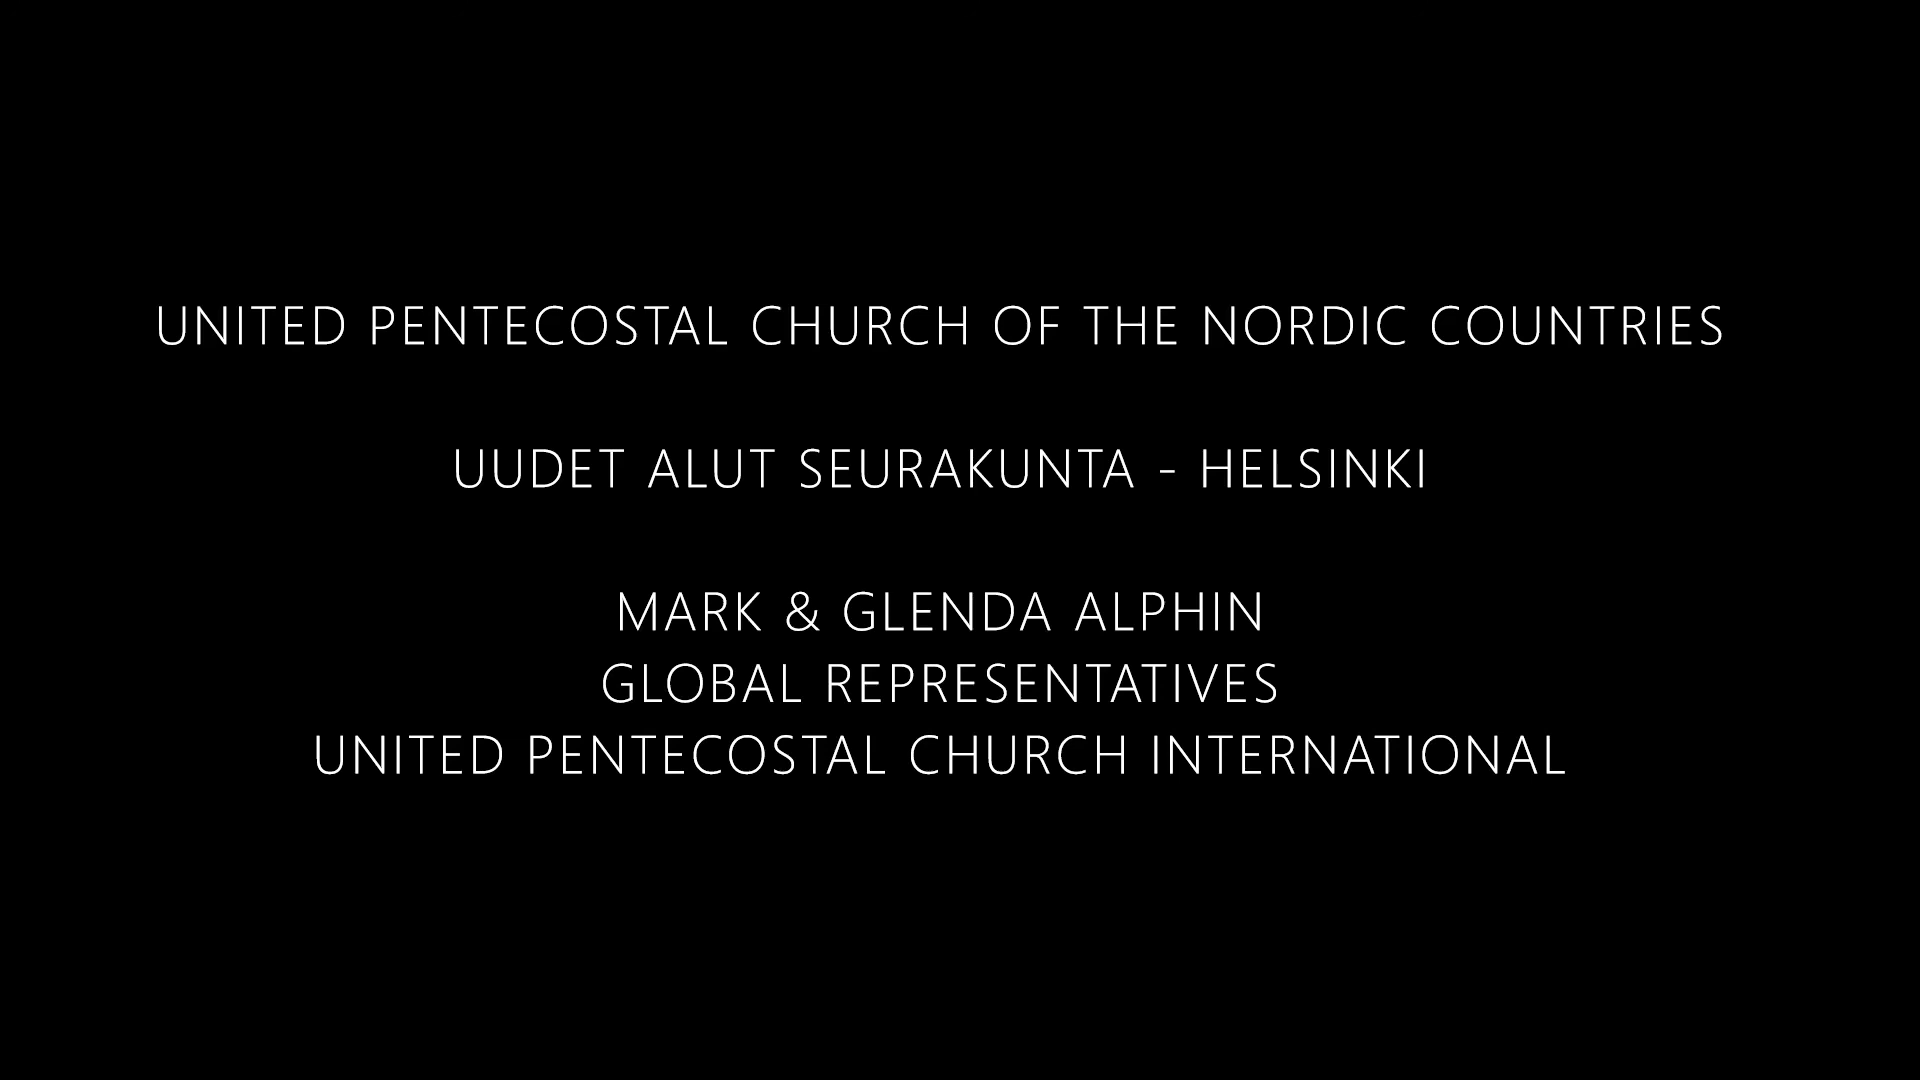 UNITED PENTECOSTAL CHURCH OF THE NORDIC COUNTRIES
UUDET ALUT SEURAKUNTA - HELSINKI
MARK & GLENDA ALPHIN
GLOBAL REPRESENTATIVES
UNITED PENTECOSTAL CHURCH INTERNATIONAL